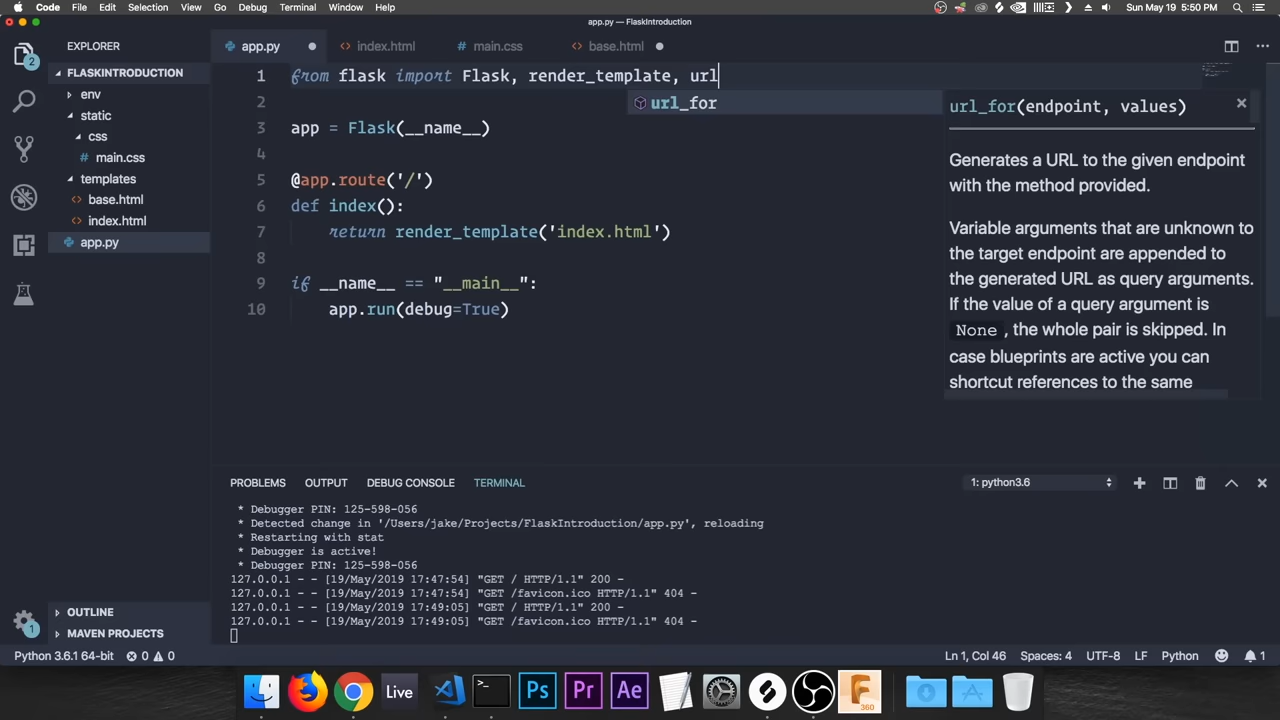 Code File Edit Selection View Go Debug Terminal Window Help Sun May 19 5:50 PM
app.py — FlaskIntroduction
EXPLORER
app.py index.html main.css base.html
FLASKINTRODUCTION
env
static
css
main.css
templates
base.html
index.html
app.py
1 from flask import Flask, render_template, url
2
3 app = Flask(__name__)
4
5 @app.route('/')
6 def index():
7 return render_template('index.html')
8
9 if __name__ == "__main__":
10 app.run(debug=True)
url_for
url_for(endpoint, values)
Generates a URL to the given endpoint
with the method provided.
Variable arguments that are unknown to
the target endpoint are appended to
the generated URL as query arguments.
If the value of a query argument is
None, the whole pair is skipped. In
case blueprints are active you can
shortcut references to the same
PROBLEMS OUTPUT DEBUG CONSOLE TERMINAL 1: python3.6
* Debugger PIN: 125-598-056
* Detected change in '/Users/jake/Projects/FlaskIntroduction/app.py', reloading
* Restarting with stat
* Debugger is active!
* Debugger PIN: 125-598-056
127.0.0.1 - - [19/May/2019 17:47:54] "GET / HTTP/1.1" 200 -
127.0.0.1 - - [19/May/2019 17:47:54] "GET /favicon.ico HTTP/1.1" 404 -
127.0.0.1 - - [19/May/2019 17:49:05] "GET / HTTP/1.1" 200 -
127.0.0.1 - - [19/May/2019 17:49:05] "GET /favicon.ico HTTP/1.1" 404 -
OUTLINE
MAVEN PROJECTS
2
1
Python 3.6.1 64-bit 0 0 Ln 1, Col 46 Spaces: 4 UTF-8 LF Python 1
Live Ps Pr Ae F 360